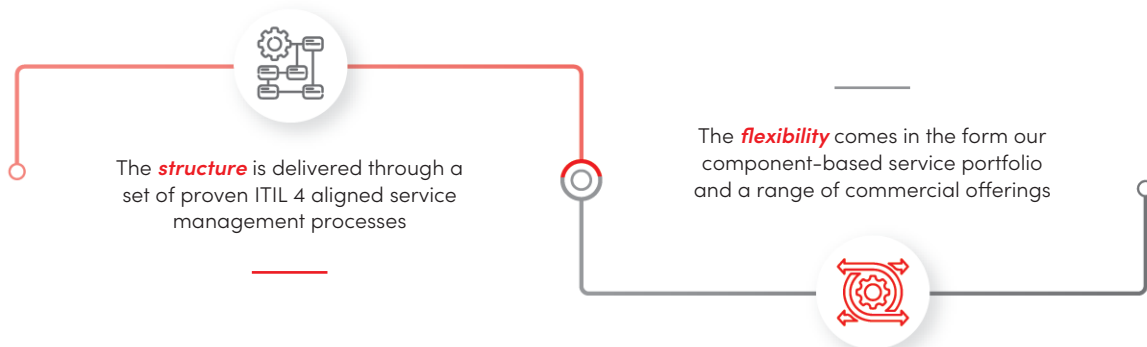 The structure is delivered through a
set of proven ITIL 4 aligned service
management processes
The flexibility comes in the form our
component-based service portfolio
and a range of commercial offerings